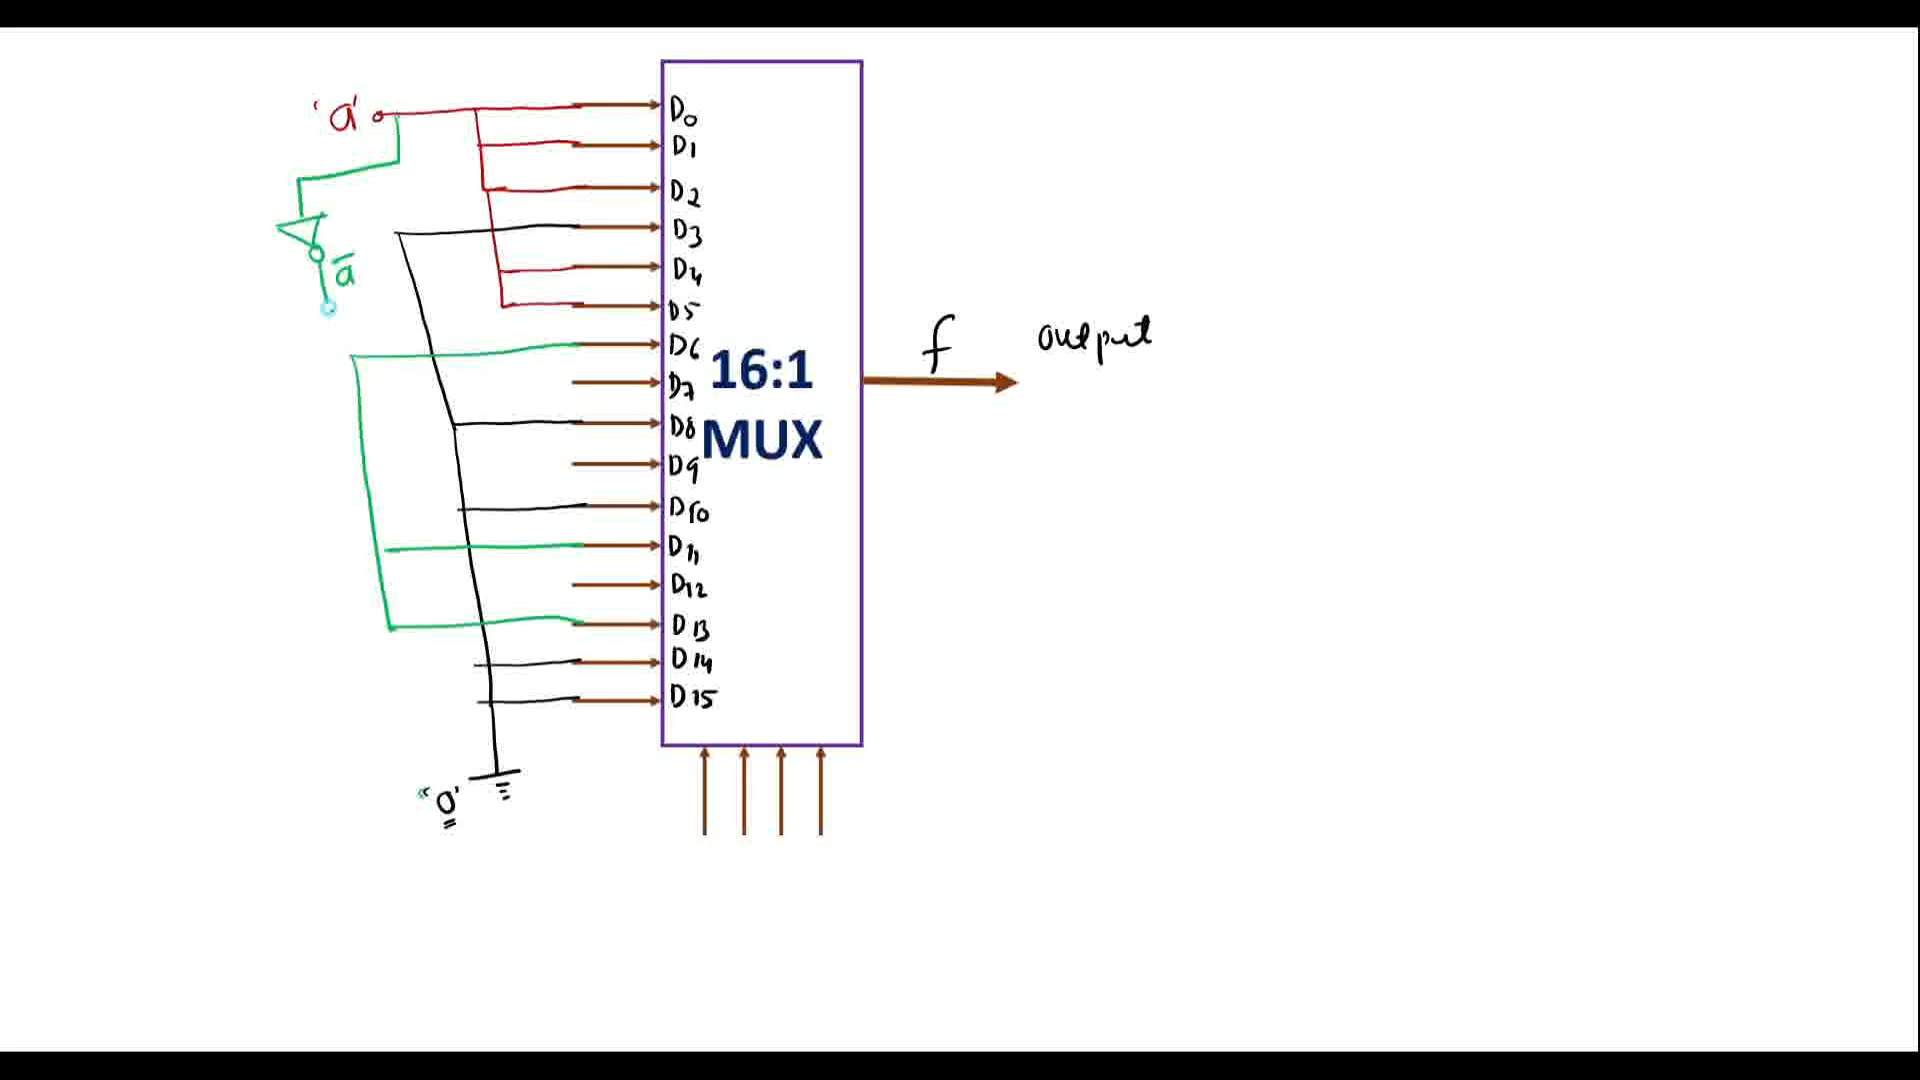 'a'
D0
D1
D2
D3
ā
D4
D5
f output
D6
16:1
D7
D8
MUX
D9
D10
D11
D12
D13
D14
D15
"0"